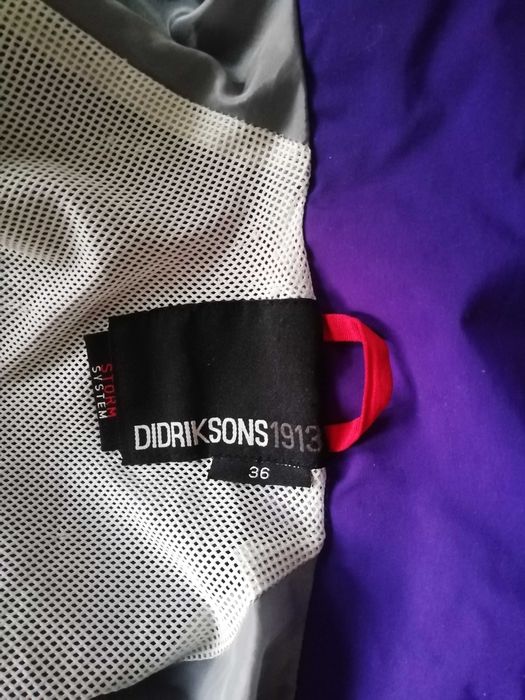 STORM
SYSTEM
DIDRIKSONS1913
36